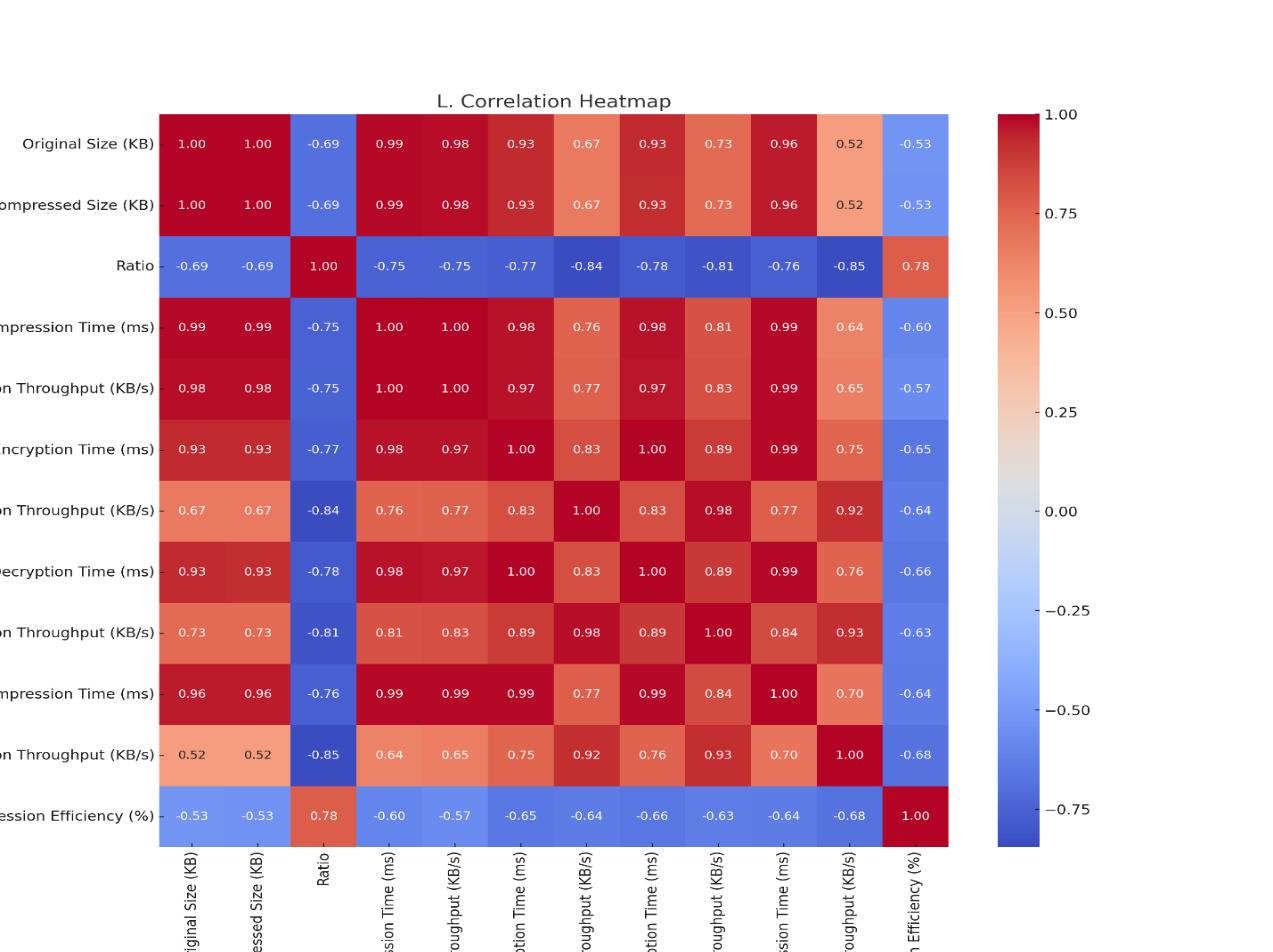 L. Correlation Heatmap
Original Size (KB) 1.00 1.00 -0.69 0.99 0.98 0.93 0.67 0.93 0.73 0.96 0.52 -0.53
ompressed Size (KB) 1.00 1.00 -0.69 0.99 0.98 0.93 0.67 0.93 0.73 0.96 0.52 -0.53
Ratio -0.69 -0.69 1.00 -0.75 -0.75 -0.77 -0.84 -0.78 -0.81 -0.76 -0.85 0.78
mpression Time (ms) 0.99 0.99 -0.75 1.00 1.00 0.98 0.76 0.98 0.81 0.99 0.64 -0.60
on Throughput (KB/s) 0.98 0.98 -0.75 1.00 1.00 0.97 0.77 0.97 0.83 0.99 0.65 -0.57
Encryption Time (ms) 0.93 0.93 -0.77 0.98 0.97 1.00 0.83 1.00 0.89 0.99 0.75 -0.65
on Throughput (KB/s) 0.67 0.67 -0.84 0.76 0.77 0.83 1.00 0.83 0.98 0.77 0.92 -0.64
Decryption Time (ms) 0.93 0.93 -0.78 0.98 0.97 1.00 0.83 1.00 0.89 0.99 0.76 -0.66
on Throughput (KB/s) 0.73 0.73 -0.81 0.81 0.83 0.89 0.98 0.89 1.00 0.84 0.93 -0.63
mpression Time (ms) 0.96 0.96 -0.76 0.99 0.99 0.99 0.77 0.99 0.84 1.00 0.70 -0.64
on Throughput (KB/s) 0.52 0.52 -0.85 0.64 0.65 0.75 0.92 0.76 0.93 0.70 1.00 -0.68
ession Efficiency (%) -0.53 -0.53 0.78 -0.60 -0.57 -0.65 -0.64 -0.66 -0.63 -0.64 -0.68 1.00
iginal Size (KB)
essed Size (KB)
Ratio
sion Time (ms)
roughput (KB/s)
ption Time (ms)
roughput (KB/s)
ption Time (ms)
roughput (KB/s)
sion Time (ms)
roughput (KB/s)
n Efficiency (%)
1.00
0.75
0.50
0.25
0.00
−0.25
−0.50
−0.75